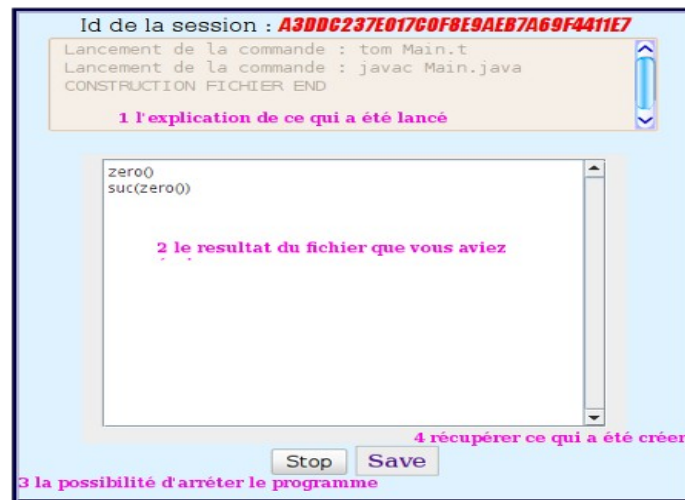 Id de la session : A3DDC237E017C0F8E9AEB7A69F4411E7
Lancement de la commande : tom Main.t
Lancement de la commande : javac Main.java
CONSTRUCTION FICHIER END
1 l'explication de ce qui a été lancé
zero()
suc(zero())
2 le resultat du fichier que vous aviez
4 récupérer ce qui a été créer
Stop Save
3 la possibilité d'arréter le programme